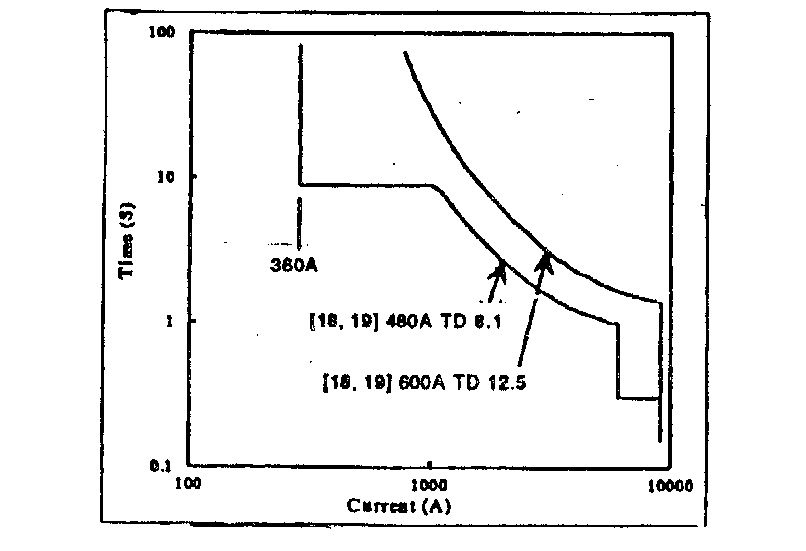 100
10
1
0.1
Time (S)
360A
[18, 19] 480A TD 8.1
[18, 19] 600A TD 12.5
100
1000
10000
Current (A)